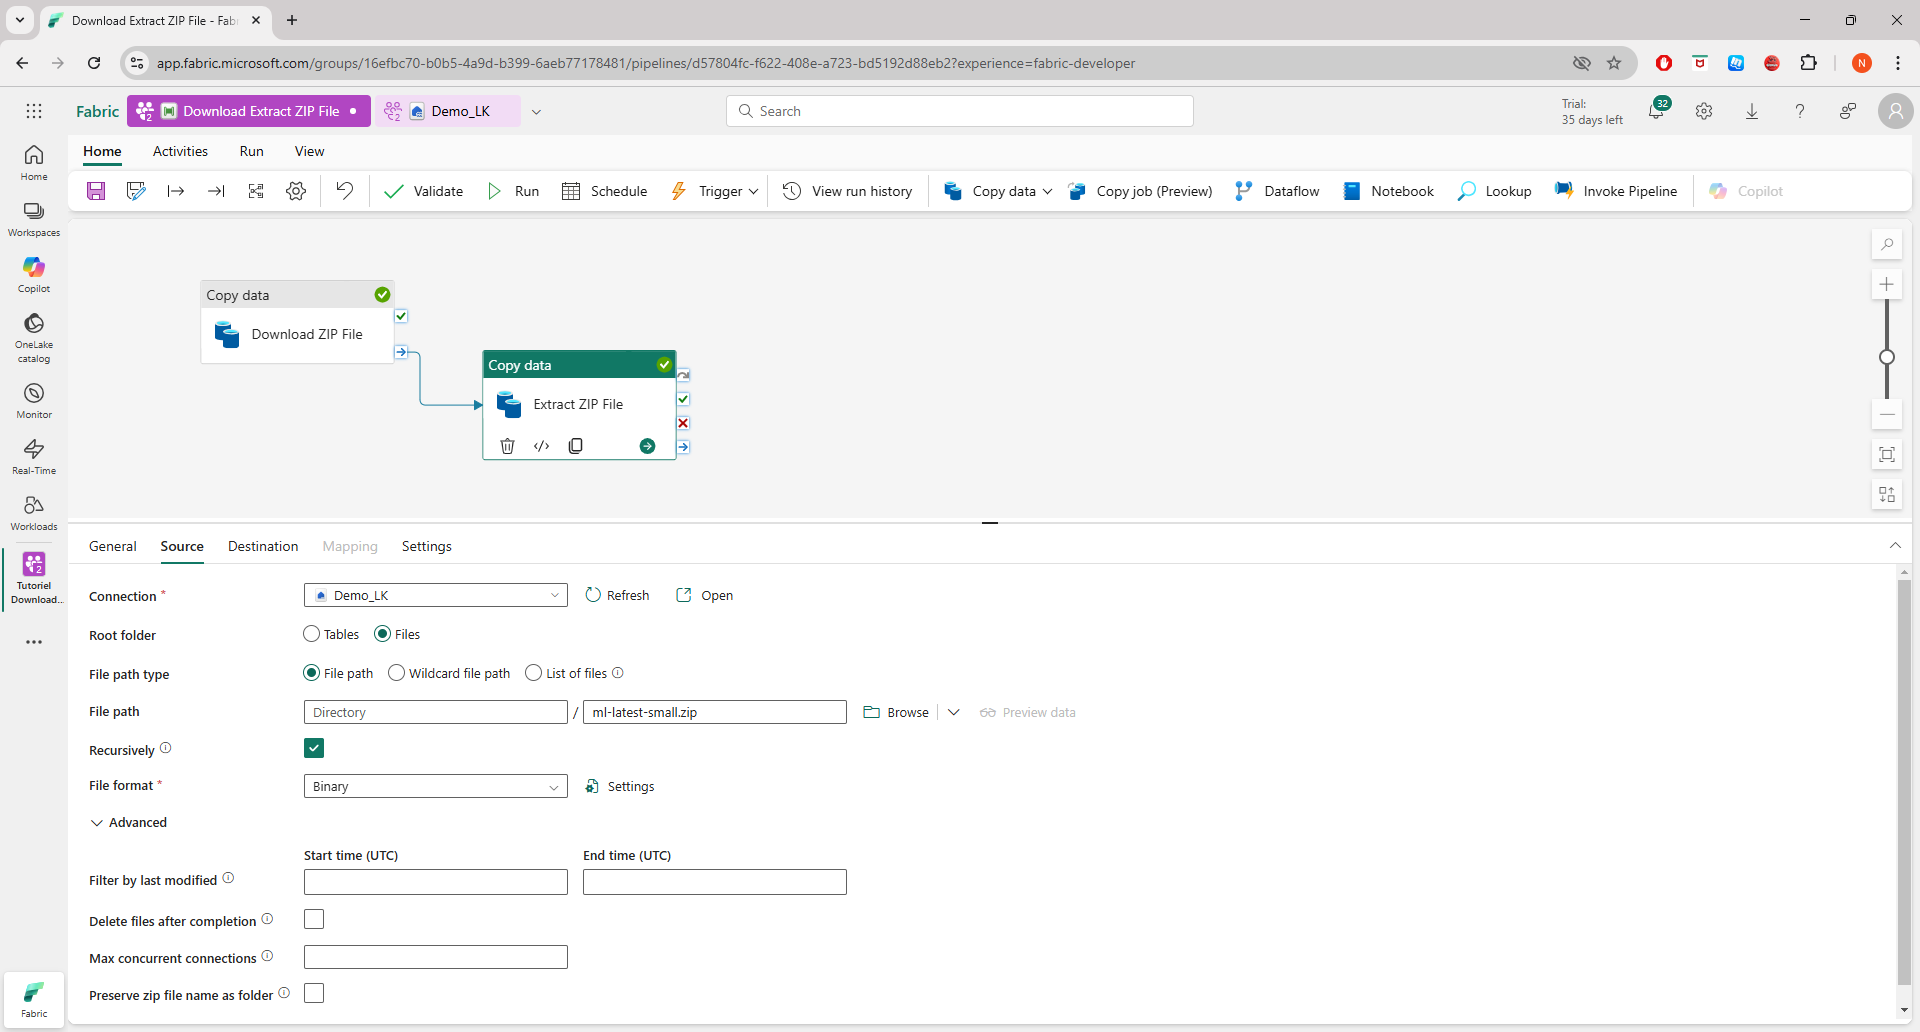 Download Extract ZIP File - Fab
app.fabric.microsoft.com/groups/16efbc70-b0b5-4a9d-b399-6aeb77178481/pipelines/d57804fc-f622-408e-a723-bd5192d88eb2?experience=fabric-developer
N
Fabric
2
Download Extract ZIP File
2
Demo_LK
Search
Trial:
35 days left
32
Home
Workspaces
Copilot
OneLake
catalog
Monitor
Real-Time
Workloads
2
Tutoriel
Download...
Fabric
Home
Activities
Run
View
Validate
Run
Schedule
Trigger
View run history
Copy data
Copy job (Preview)
Dataflow
Notebook
Lookup
Invoke Pipeline
Copilot
Copy data
Download ZIP File
Copy data
Extract ZIP File
General
Source
Destination
Mapping
Settings
Connection *
Demo_LK
Refresh
Open
Root folder
Tables
Files
File path type
File path
Wildcard file path
List of files
File path
Directory
/
ml-latest-small.zip
Browse
Preview data
Recursively
File format *
Binary
Settings
Advanced
Start time (UTC)
End time (UTC)
Filter by last modified
Delete files after completion
Max concurrent connections
Preserve zip file name as folder